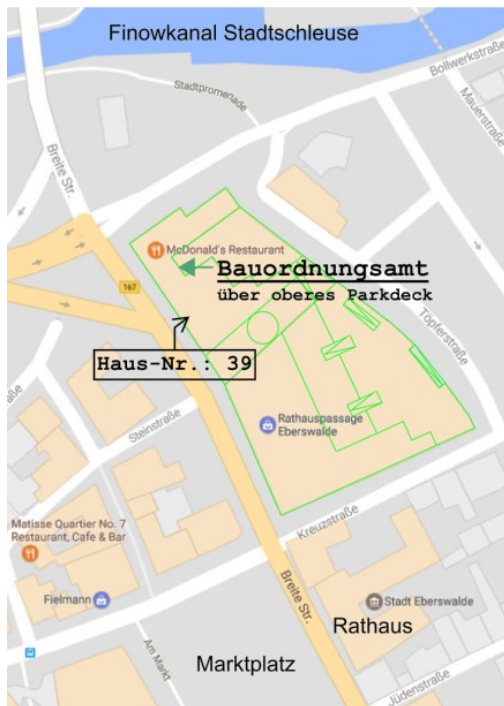 Finowkanal Stadtschleuse
Bollwerkstraße
Stadtpromenade
Mauerstraße
Breite Str.
McDonald's Restaurant
Bauordnungsamt
über oberes Parkdeck
167
Töpferstraße
Haus-Nr.: 39
Steinstraße
Rathauspassage
Eberswalde
Matisse Quartier No. 7
Restaurant, Cafe & Bar
Kreuzstraße
Fielmann
Breite Str.
Stadt Eberswalde
Rathaus
Am Markt
Marktplatz
Jüdenstraße